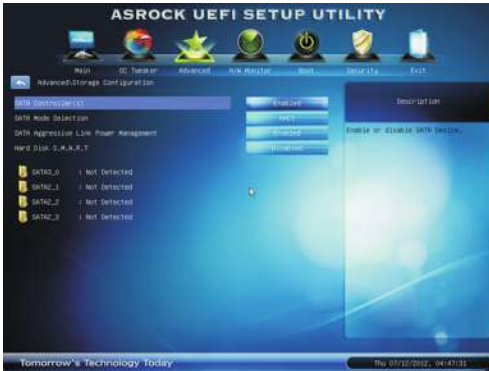 ASROCK UEFI SETUP UTILITY
Main OC Tweaker Advanced H/W Monitor Boot Security Exit
Advanced\Storage Configuration
SATA Controller(s) Enabled
SATA Mode Selection AHCI
SATA Aggressive Link Power Management Enabled
Hard Disk S.M.A.R.T Disabled
SATA3_0 : Not Detected
SATA2_1 : Not Detected
SATA2_2 : Not Detected
SATA2_3 : Not Detected
Description
Enable or disable SATA Device.
Tomorrow's Technology Today
Thu 07/12/2012, 04:47:31